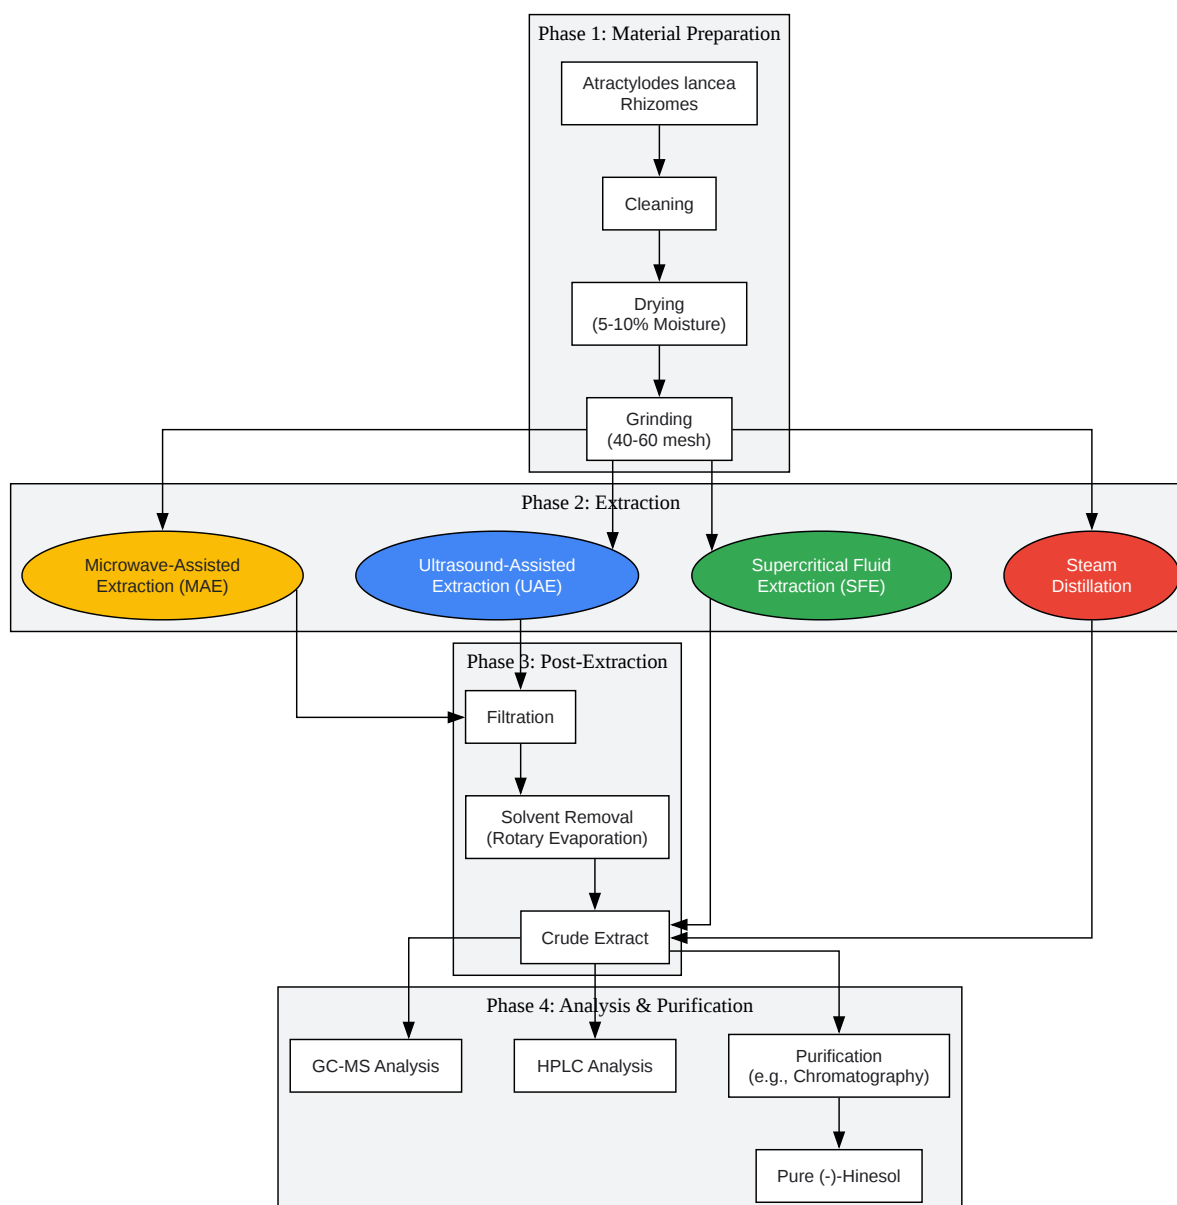 Phase 1: Material Preparation
Atractylodes lancea
Rhizomes
Cleaning
Drying
(5-10% Moisture)
Grinding
(40-60 mesh)
Phase 2: Extraction
Microwave-Assisted
Extraction (MAE)
Ultrasound-Assisted
Extraction (UAE)
Supercritical Fluid
Extraction (SFE)
Steam
Distillation
Phase 3: Post-Extraction
Filtration
Solvent Removal
(Rotary Evaporation)
Crude Extract
Phase 4: Analysis & Purification
GC-MS Analysis
HPLC Analysis
Purification
(e.g., Chromatography)
Pure (-)-Hinesol